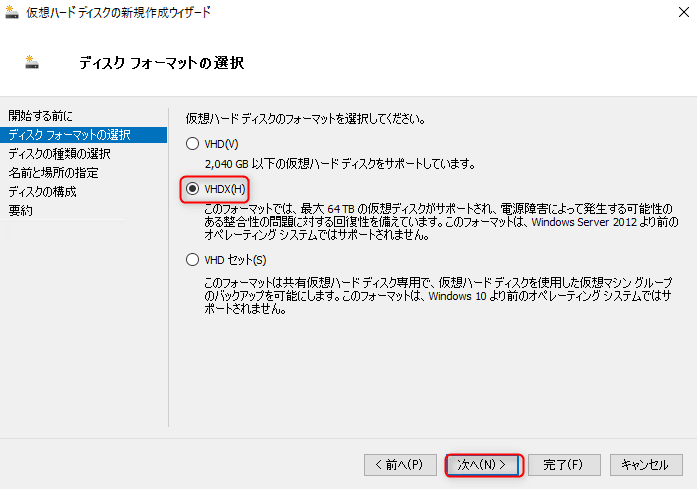 仮想ハード ディスクの新規作成ウィザード
ディスク フォーマットの選択
開始する前に
ディスク フォーマットの選択
ディスクの種類の選択
名前と場所の指定
ディスクの構成
要約
仮想ハード ディスクのフォーマットを選択してください。
VHD(V)
2,040 GB 以下の仮想ハード ディスクをサポートしています。
VHDX(H)
このフォーマットでは、最大 64 TB の仮想ディスクがサポートされ、電源障害によって発生する可能性の
ある整合性の問題に対する回復性を備えています。このフォーマットは、Windows Server 2012 より前の
オペレーティング システムではサポートされません。
VHD セット(S)
このフォーマットは共有仮想ハード ディスク専用で、仮想ハード ディスクを使用した仮想マシン グループ
のバックアップを可能にします。このフォーマットは、Windows 10 より前のオペレーティング システムではサ
ポートされません。
< 前へ(P)
次へ(N) >
完了(F)
キャンセル